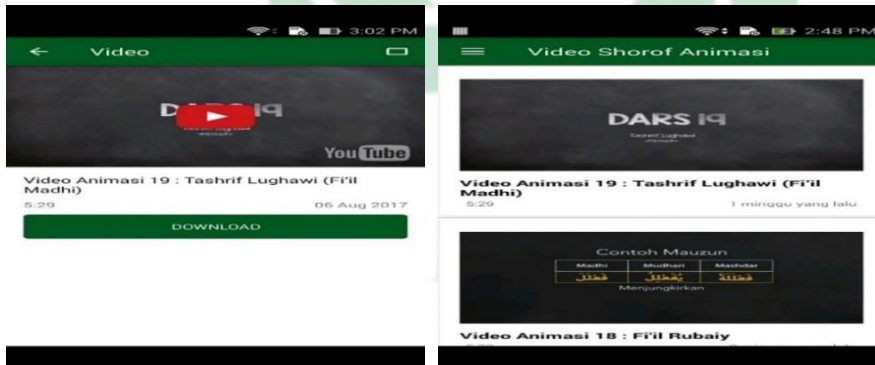 3:02 PM
Video
DARS 19
YouTube
Video Animasi 19 : Tashrif Lughawi (Fi'il
Madhi)
5:29 06 Aug 2017
DOWNLOAD
2:48 PM
Video Shorof Animasi
DARS 19
Tashrif Lughawi
Video Animasi 19 : Tashrif Lughawi (Fi'il
Madhi)
5:29 1 minggu yang lalu
Contoh Mauzun
Madhi Mudhari Mashdar
Menjungkirkan
Video Animasi 18 : Fi'il Rubaiy